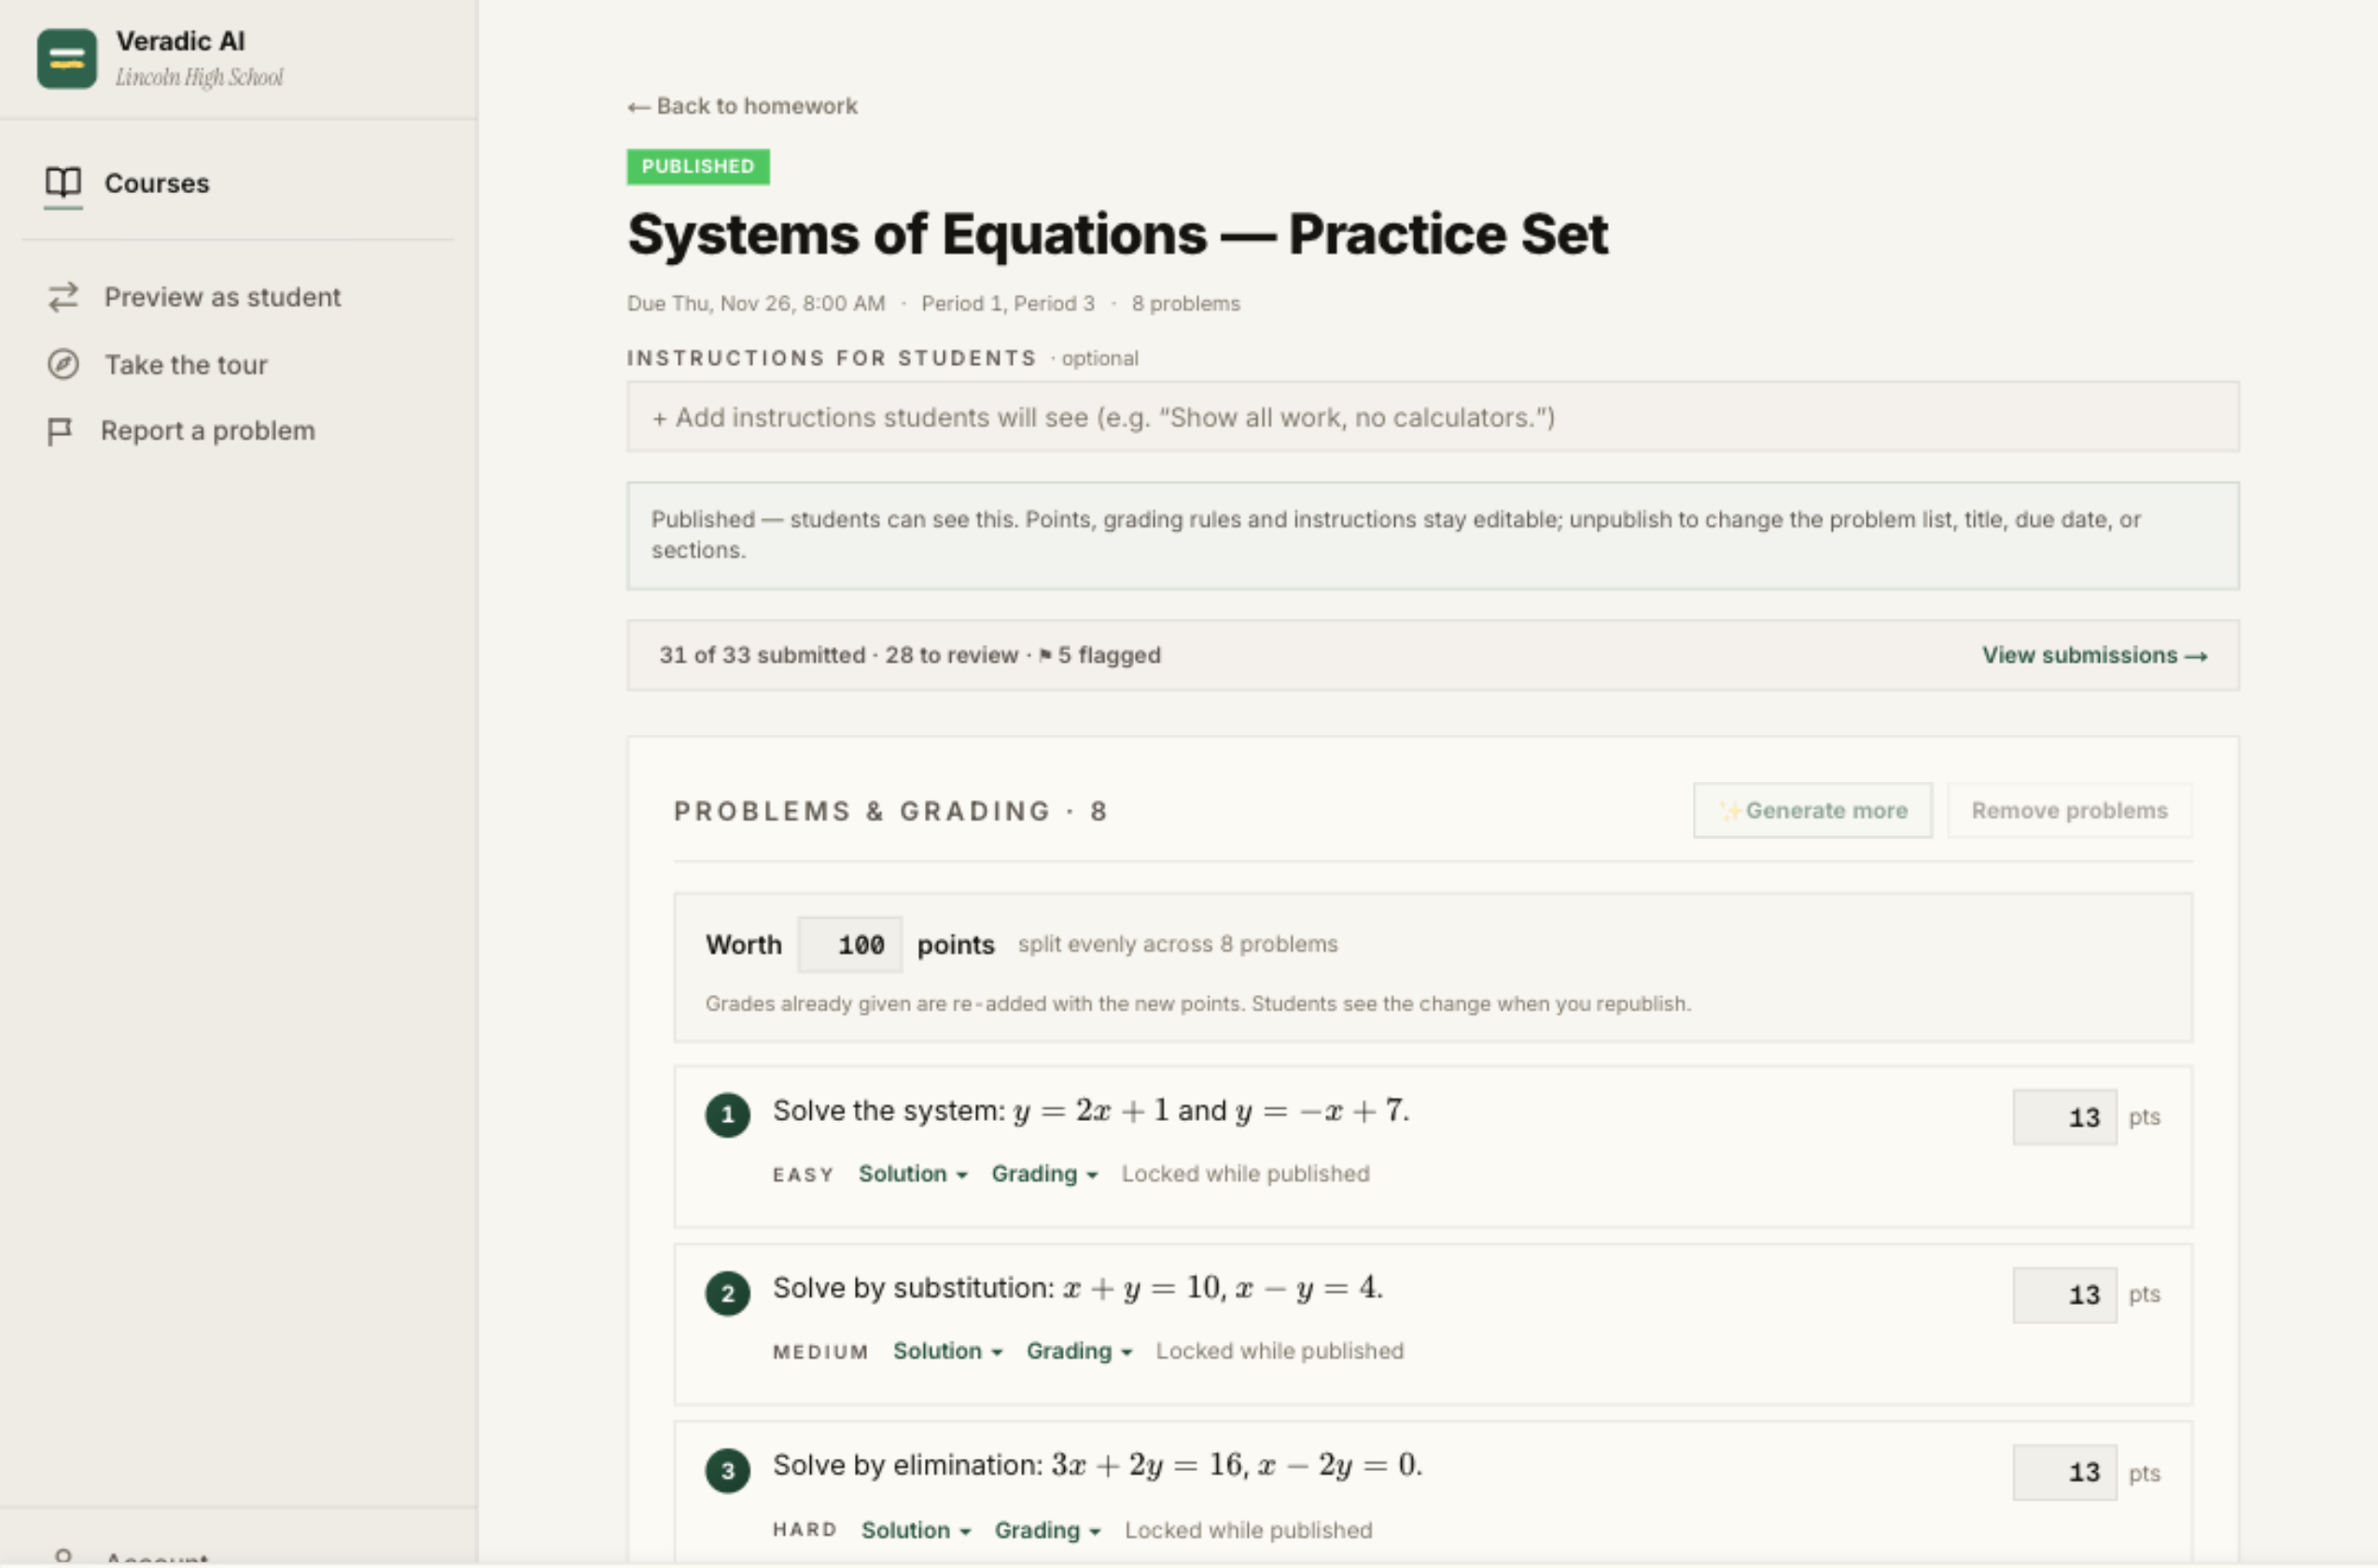 Veradic AI
Lincoln High School
Courses
Preview as student
Take the tour
Report a problem
Account
← Back to homework
PUBLISHED
Systems of Equations — Practice Set
Due Thu, Nov 26, 8:00 AM · Period 1, Period 3 · 8 problems
INSTRUCTIONS FOR STUDENTS · optional
+ Add instructions students will see (e.g. “Show all work, no calculators.”)
Published — students can see this. Points, grading rules and instructions stay editable; unpublish to change the problem list, title, due date, or
sections.
31 of 33 submitted · 28 to review · ⚑ 5 flagged View submissions →
PROBLEMS & GRADING · 8 ✨Generate more Remove problems
Worth 100 points split evenly across 8 problems
Grades already given are re-added with the new points. Students see the change when you republish.
1 Solve the system: y = 2x + 1 and y = −x + 7. 13 pts
EASY Solution ▾ Grading ▾ Locked while published
2 Solve by substitution: x + y = 10, x − y = 4. 13 pts
MEDIUM Solution ▾ Grading ▾ Locked while published
3 Solve by elimination: 3x + 2y = 16, x − 2y = 0. 13 pts
HARD Solution ▾ Grading ▾ Locked while published